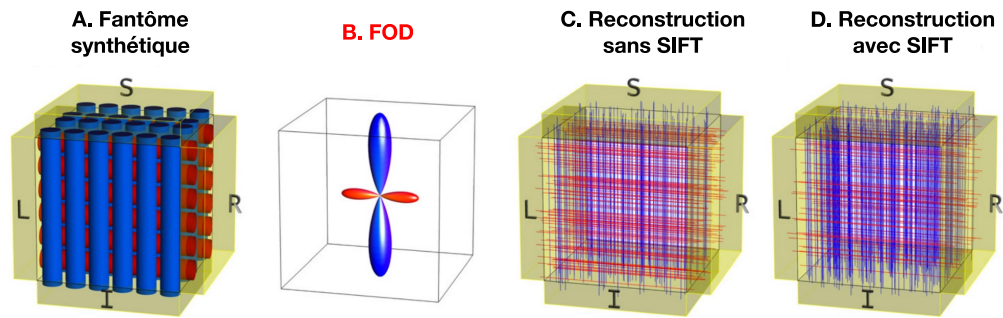 A. Fantôme
synthétique
B. FOD
C. Reconstruction
sans SIFT
D. Reconstruction
avec SIFT
S
L
R
I
S
L
R
I
S
L
R
I